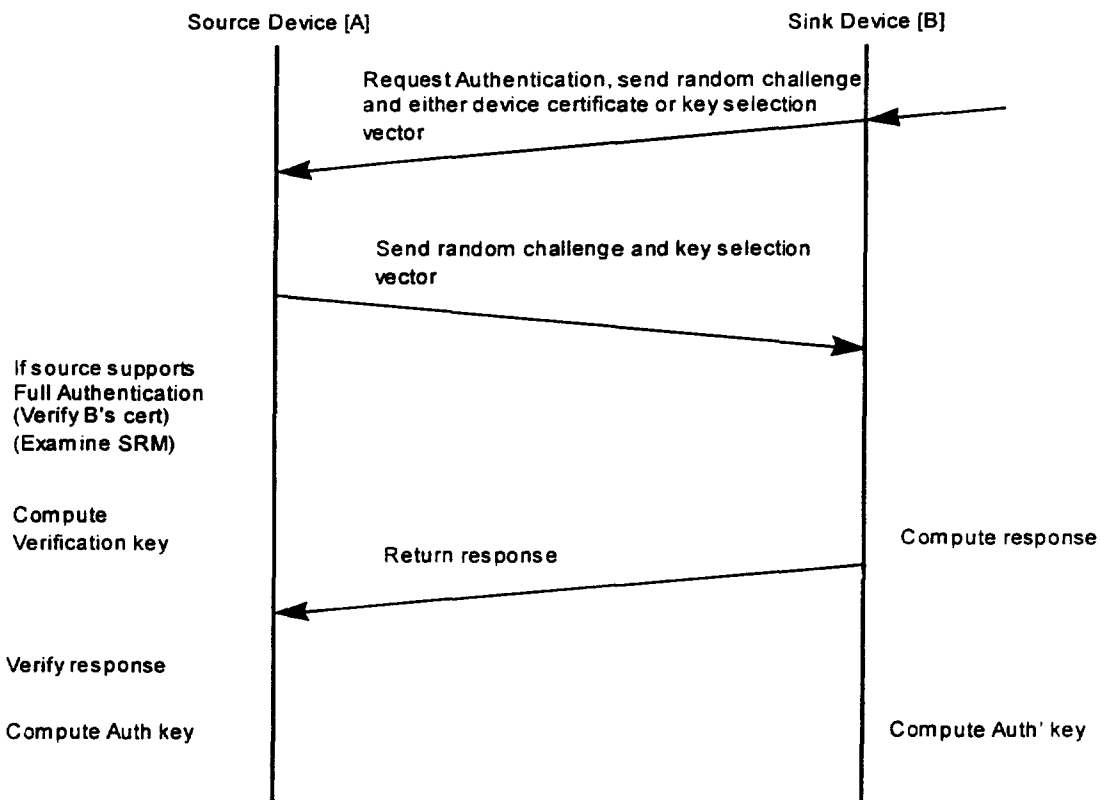 Source Device [A]
Sink Device [B]
Request Authentication, send random challenge
and either device certificate or key selection
vector
Send random challenge and key selection
vector
If source supports
Full Authentication
(Verify B's cert)
(Examine SRM)
Compute
Verification key
Compute response
Return response
Verify response
Compute Auth key
Compute Auth' key